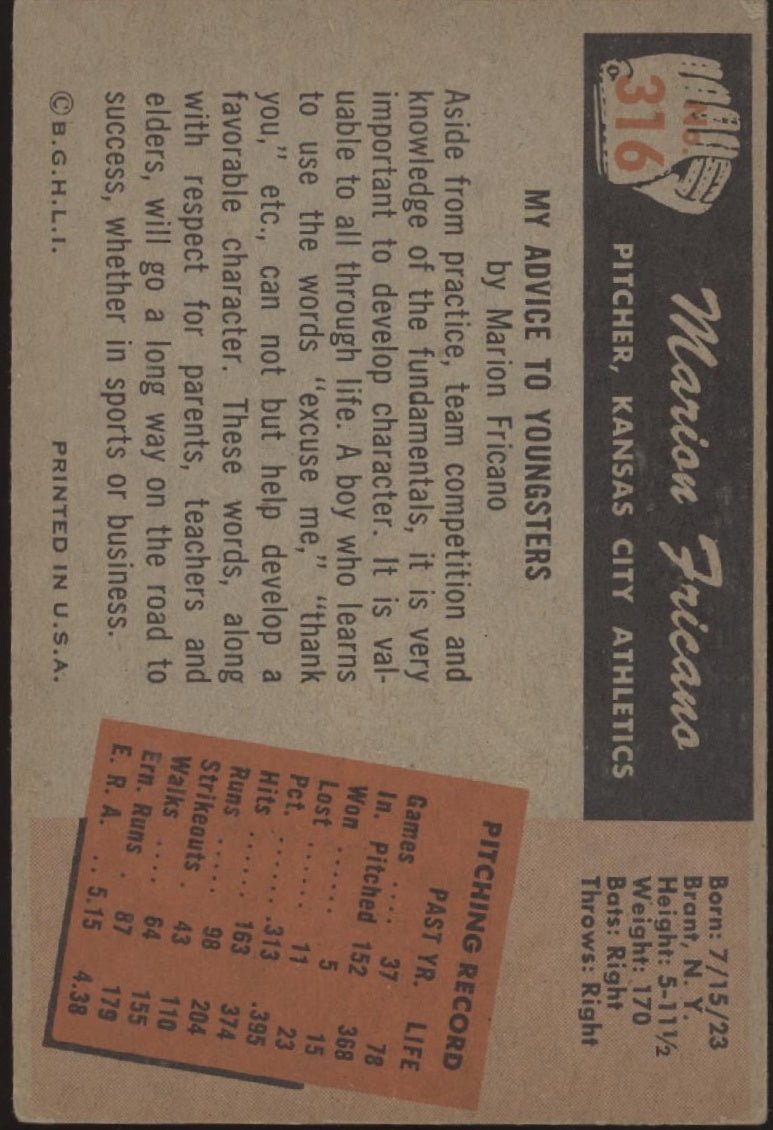 No. 316
Marion Fricano
PITCHER, KANSAS CITY ATHLETICS
Born: 7/15/23
Brant, N. Y.
Height: 5-11½
Weight: 170
Bats: Right
Throws: Right
MY ADVICE TO YOUNGSTERS
by Marion Fricano
Aside from practice, team competition and
knowledge of the fundamentals, it is very
important to develop character. It is val-
uable to all through life. A boy who learns
to use the words "excuse me," "thank
you," etc., can not but help develop a
favorable character. These words, along
with respect for parents, teachers and
elders, will go a long way on the road to
success, whether in sports or business.
© B.G.H.L.I. PRINTED IN U.S.A.
PITCHING RECORD
PAST YR. LIFE
Games .... 37 78
In. Pitched 152 368
Won ...... 5 15
Lost ...... 11 23
Pct. ....... .313 .395
Hits ...... 163 374
Runs ..... 98 204
Strikeouts . 43 110
Walks .... 64 155
Ern. Runs . 87 179
E. R. A. .. 5.15 4.38